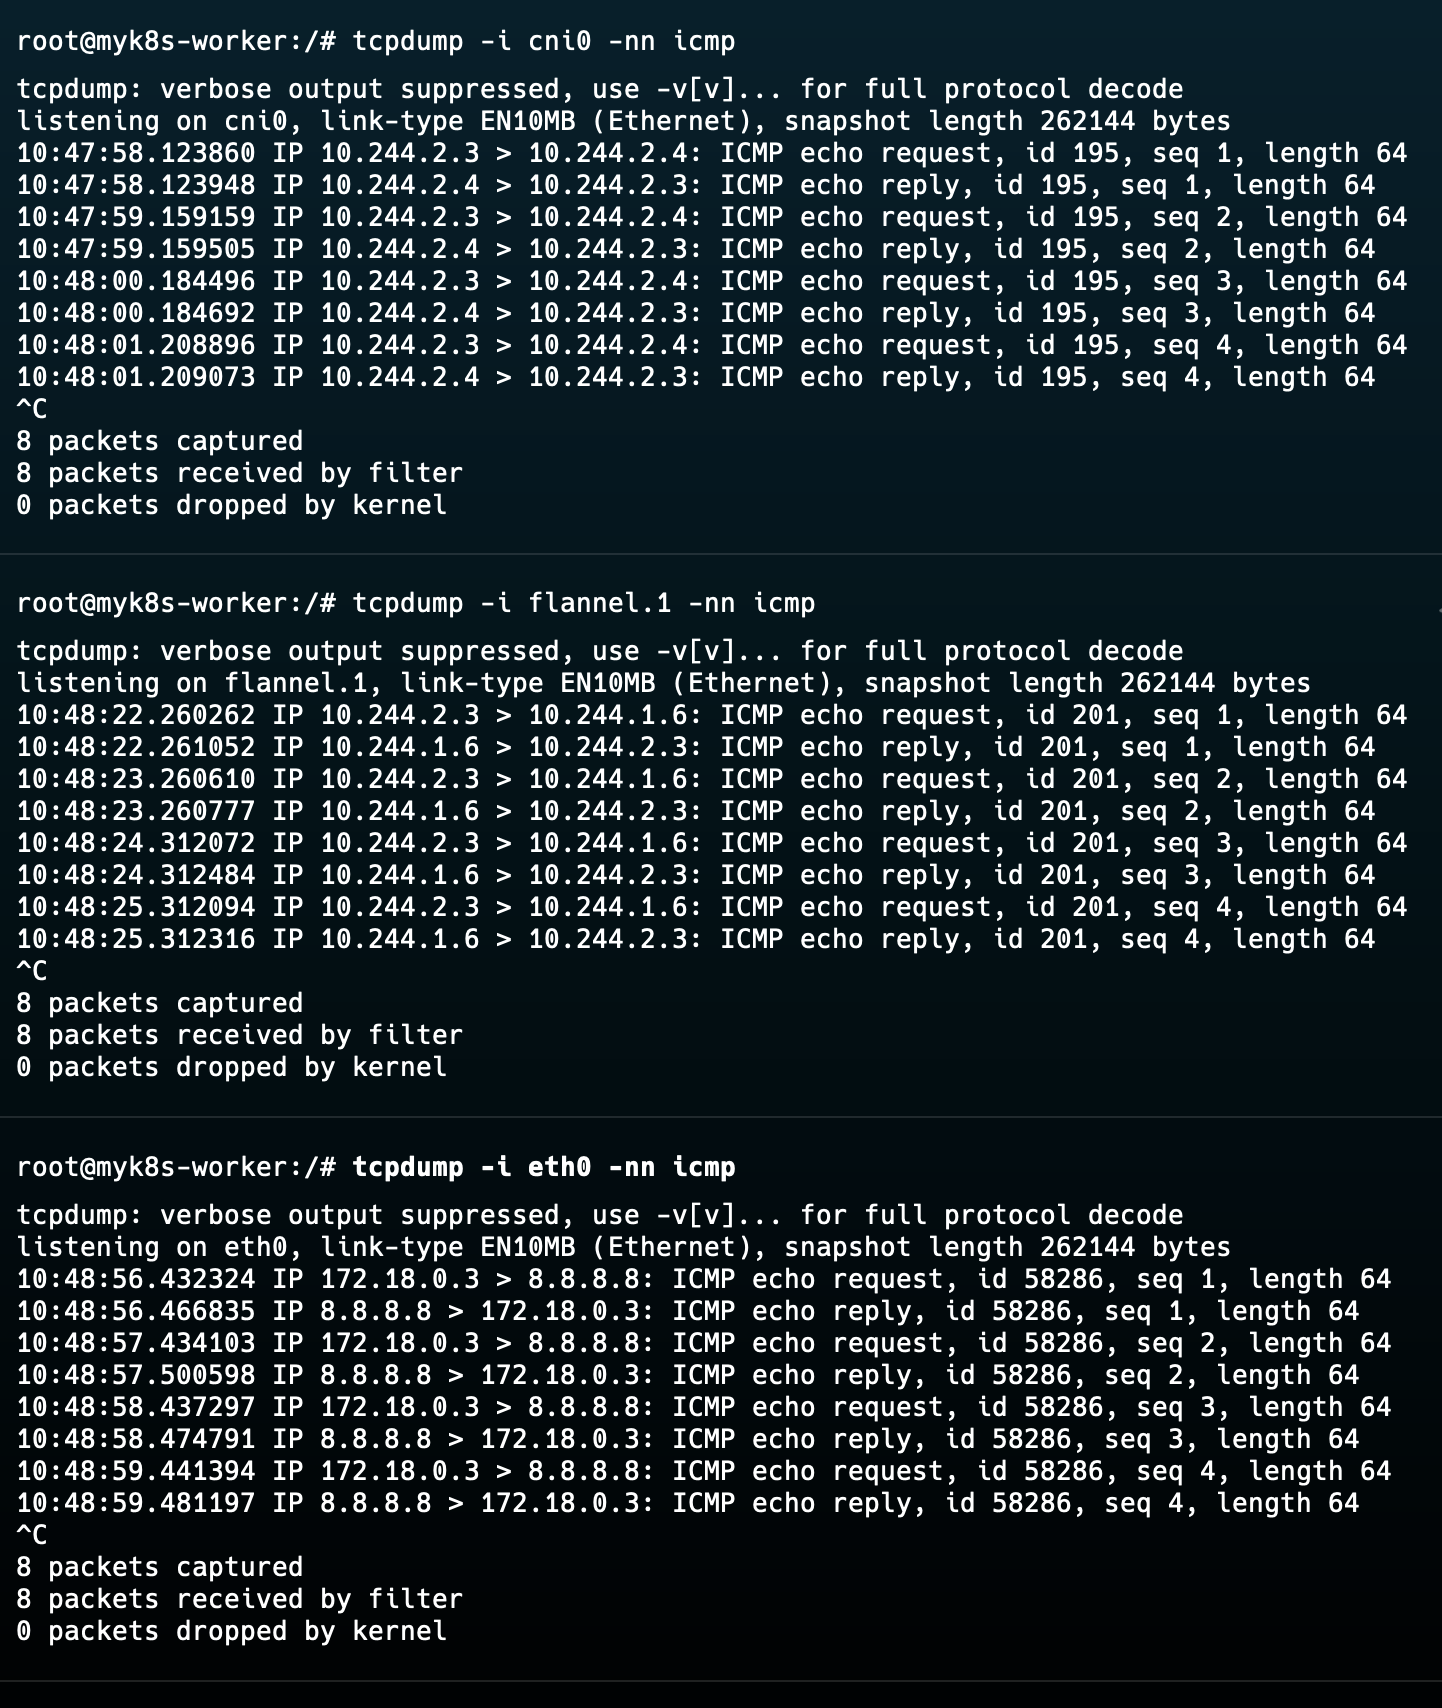 root@myk8s-worker:/# tcpdump -i cni0 -nn icmp
tcpdump: verbose output suppressed, use -v[v]... for full protocol decode
listening on cni0, link-type EN10MB (Ethernet), snapshot length 262144 bytes
10:47:58.123860 IP 10.244.2.3 > 10.244.2.4: ICMP echo request, id 195, seq 1, length 64
10:47:58.123948 IP 10.244.2.4 > 10.244.2.3: ICMP echo reply, id 195, seq 1, length 64
10:47:59.159159 IP 10.244.2.3 > 10.244.2.4: ICMP echo request, id 195, seq 2, length 64
10:47:59.159505 IP 10.244.2.4 > 10.244.2.3: ICMP echo reply, id 195, seq 2, length 64
10:48:00.184496 IP 10.244.2.3 > 10.244.2.4: ICMP echo request, id 195, seq 3, length 64
10:48:00.184692 IP 10.244.2.4 > 10.244.2.3: ICMP echo reply, id 195, seq 3, length 64
10:48:01.208896 IP 10.244.2.3 > 10.244.2.4: ICMP echo request, id 195, seq 4, length 64
10:48:01.209073 IP 10.244.2.4 > 10.244.2.3: ICMP echo reply, id 195, seq 4, length 64
^C
8 packets captured
8 packets received by filter
0 packets dropped by kernel
root@myk8s-worker:/# tcpdump -i flannel.1 -nn icmp
tcpdump: verbose output suppressed, use -v[v]... for full protocol decode
listening on flannel.1, link-type EN10MB (Ethernet), snapshot length 262144 bytes
10:48:22.260262 IP 10.244.2.3 > 10.244.1.6: ICMP echo request, id 201, seq 1, length 64
10:48:22.261052 IP 10.244.1.6 > 10.244.2.3: ICMP echo reply, id 201, seq 1, length 64
10:48:23.260610 IP 10.244.2.3 > 10.244.1.6: ICMP echo request, id 201, seq 2, length 64
10:48:23.260777 IP 10.244.1.6 > 10.244.2.3: ICMP echo reply, id 201, seq 2, length 64
10:48:24.312072 IP 10.244.2.3 > 10.244.1.6: ICMP echo request, id 201, seq 3, length 64
10:48:24.312484 IP 10.244.1.6 > 10.244.2.3: ICMP echo reply, id 201, seq 3, length 64
10:48:25.312094 IP 10.244.2.3 > 10.244.1.6: ICMP echo request, id 201, seq 4, length 64
10:48:25.312316 IP 10.244.1.6 > 10.244.2.3: ICMP echo reply, id 201, seq 4, length 64
^C
8 packets captured
8 packets received by filter
0 packets dropped by kernel
root@myk8s-worker:/# tcpdump -i eth0 -nn icmp
tcpdump: verbose output suppressed, use -v[v]... for full protocol decode
listening on eth0, link-type EN10MB (Ethernet), snapshot length 262144 bytes
10:48:56.432324 IP 172.18.0.3 > 8.8.8.8: ICMP echo request, id 58286, seq 1, length 64
10:48:56.466835 IP 8.8.8.8 > 172.18.0.3: ICMP echo reply, id 58286, seq 1, length 64
10:48:57.434103 IP 172.18.0.3 > 8.8.8.8: ICMP echo request, id 58286, seq 2, length 64
10:48:57.500598 IP 8.8.8.8 > 172.18.0.3: ICMP echo reply, id 58286, seq 2, length 64
10:48:58.437297 IP 172.18.0.3 > 8.8.8.8: ICMP echo request, id 58286, seq 3, length 64
10:48:58.474791 IP 8.8.8.8 > 172.18.0.3: ICMP echo reply, id 58286, seq 3, length 64
10:48:59.441394 IP 172.18.0.3 > 8.8.8.8: ICMP echo request, id 58286, seq 4, length 64
10:48:59.481197 IP 8.8.8.8 > 172.18.0.3: ICMP echo reply, id 58286, seq 4, length 64
^C
8 packets captured
8 packets received by filter
0 packets dropped by kernel